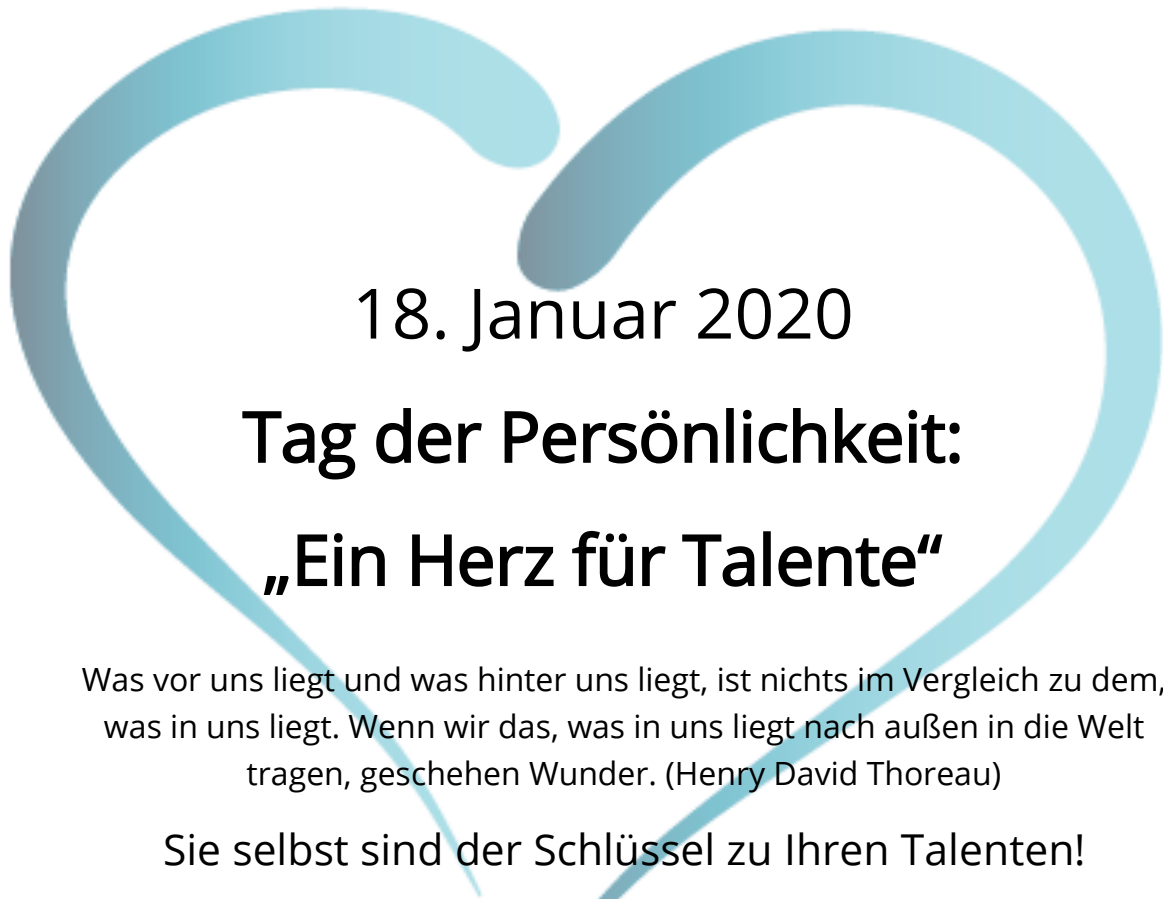 18. Januar 2020
Tag der Persönlichkeit:
„Ein Herz für Talente“
Was vor uns liegt und was hinter uns liegt, ist nichts im Vergleich zu dem,
was in uns liegt. Wenn wir das, was in uns liegt nach außen in die Welt
tragen, geschehen Wunder. (Henry David Thoreau)
Sie selbst sind der Schlüssel zu Ihren Talenten!